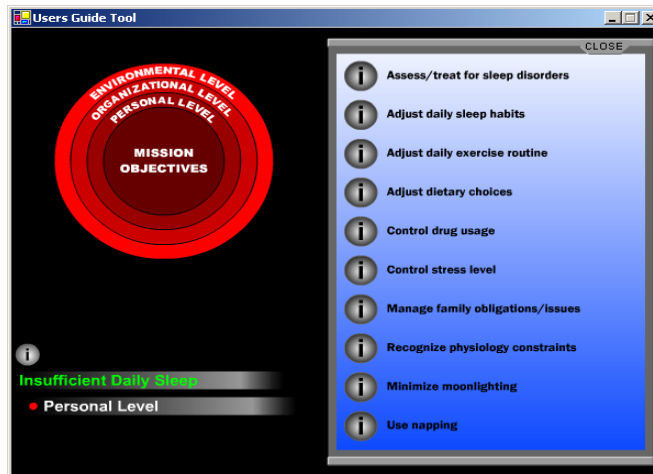 Users Guide Tool
CLOSE
ENVIRONMENTAL LEVEL
ORGANIZATIONAL LEVEL
PERSONAL LEVEL
MISSION
OBJECTIVES
i
Insufficient Daily Sleep
Personal Level
i Assess/treat for sleep disorders
i Adjust daily sleep habits
i Adjust daily exercise routine
i Adjust dietary choices
i Control drug usage
i Control stress level
i Manage family obligations/issues
i Recognize physiology constraints
i Minimize moonlighting
i Use napping